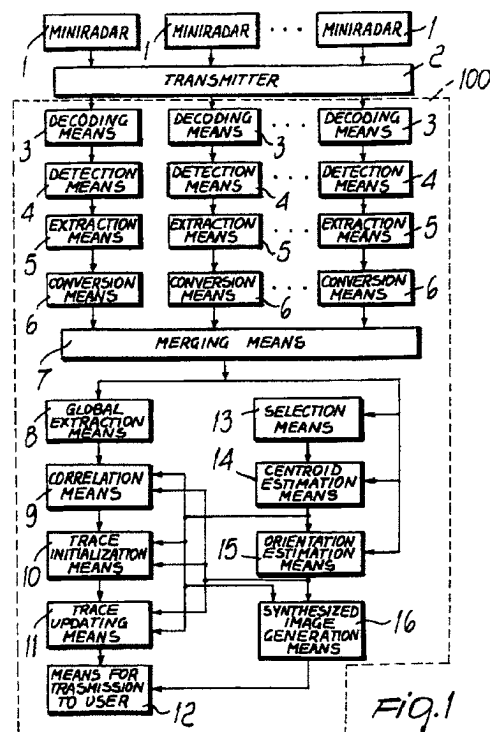 MINIRADAR MINIRADAR ... MINIRADAR 1
1 1
TRANSMITTER 2
100
DECODING MEANS DECODING MEANS ... DECODING MEANS 3
3 3
DETECTION MEANS DETECTION MEANS ... DETECTION MEANS 4
4 4
EXTRACTION MEANS EXTRACTION MEANS ... EXTRACTION MEANS 5
5 5
CONVERSION MEANS CONVERSION MEANS ... CONVERSION MEANS 6
6 6
MERGING MEANS
7
GLOBAL EXTRACTION MEANS
8
13 SELECTION MEANS
CORRELATION MEANS
9
14 CENTROID ESTIMATION MEANS
TRACE INITIALIZATION MEANS
10
15 ORIENTATION ESTIMATION MEANS
TRACE UPDATING MEANS
11
SYNTHESIZED IMAGE GENERATION MEANS 16
MEANS FOR TRASMISSION TO USER 12
Fig.1